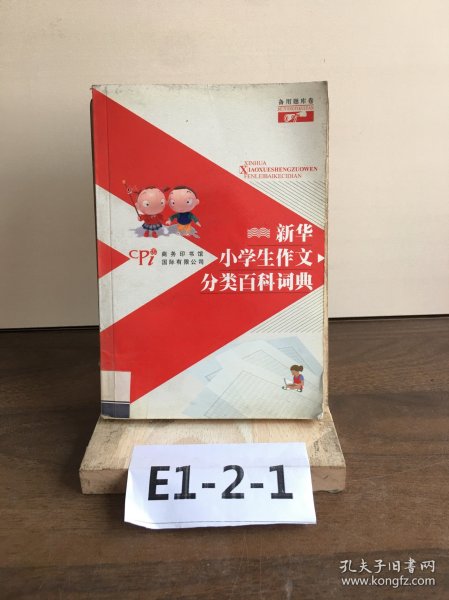 备用题库卷
XINHUA
XIAOXUESHENGZUOWEN
FENLEIBAIKECIDIAN
新华
小学生作文
分类百科词典
CPi
商务印书馆
国际有限公司
E1-2-1
孔夫子旧书网
www.kongfz.com